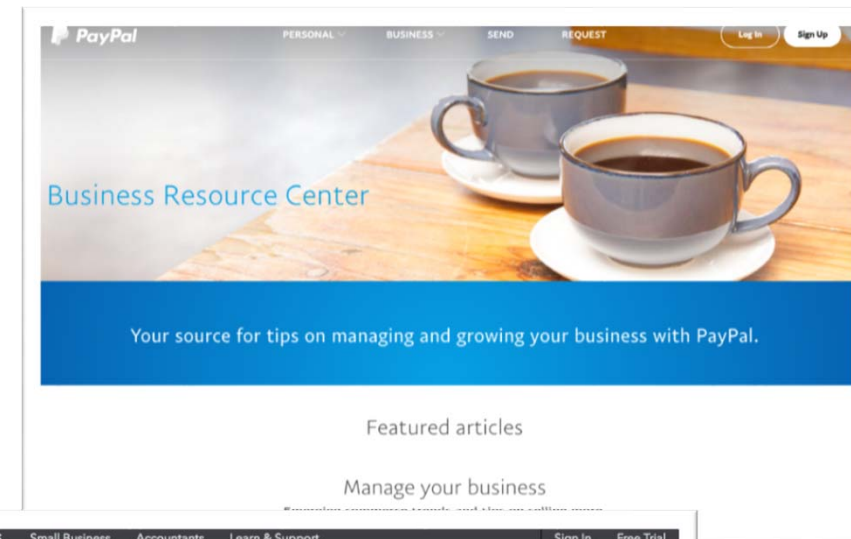 PayPal PERSONAL BUSINESS SEND REQUEST Log In Sign Up
Business Resource Center
Your source for tips on managing and growing your business with PayPal.
Featured articles
Manage your business
Small Business Accountants Learn & Support Sign In Free Trial